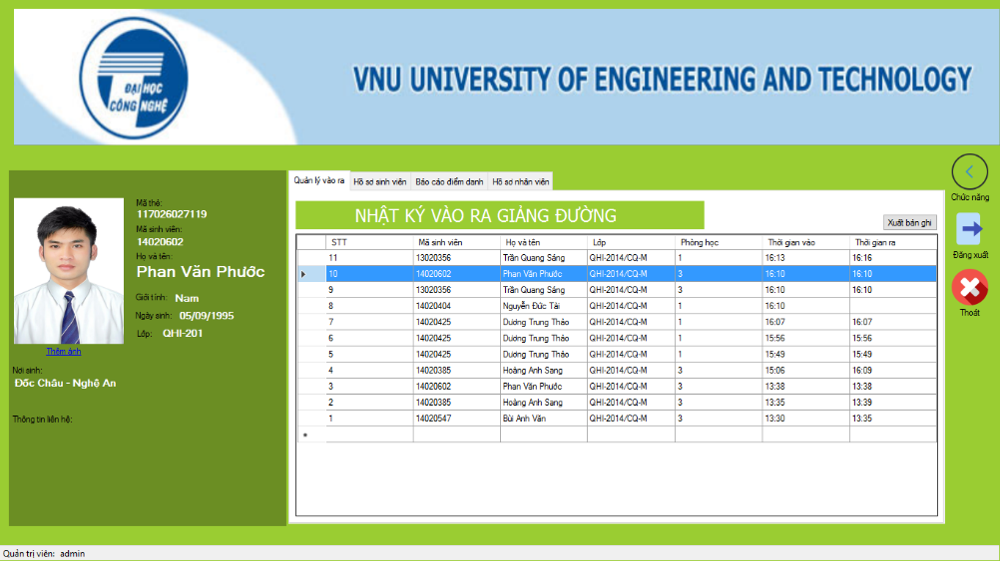 ĐẠI HỌC
CÔNG NGHỆ
VNU UNIVERSITY OF ENGINEERING AND TECHNOLOGY
Mã thẻ:
117026027119
Mã sinh viên:
14020602
Họ và tên:
Phan Văn Phước
Giới tính: Nam
Ngày sinh: 05/09/1995
Lớp: QHI-201
Thêm ảnh
Nơi sinh:
Đốc Châu - Nghệ An
Thông tin liên hệ:
Quản lý vào ra Hồ sơ sinh viên Báo cáo điểm danh Hồ sơ nhân viên
NHẬT KÝ VÀO RA GIẢNG ĐƯỜNG
Xuất bản ghi
STT Mã sinh viên Họ và tên Lớp Phòng học Thời gian vào Thời gian ra
11 13020356 Trần Quang Sáng QHI-2014/CQ-M 1 16:13 16:16
10 14020602 Phan Văn Phước QHI-2014/CQ-M 3 16:10 16:10
9 13020356 Trần Quang Sáng QHI-2014/CQ-M 3 16:10 16:10
8 14020404 Nguyễn Đức Tài QHI-2014/CQ-M 1 16:10
7 14020425 Dương Trung Thảo QHI-2014/CQ-M 1 16:07 16:07
6 14020425 Dương Trung Thảo QHI-2014/CQ-M 1 15:56 15:56
5 14020425 Dương Trung Thảo QHI-2014/CQ-M 1 15:49 15:49
4 14020385 Hoàng Anh Sang QHI-2014/CQ-M 3 15:06 16:09
3 14020602 Phan Văn Phước QHI-2014/CQ-M 3 13:38 13:38
2 14020385 Hoàng Anh Sang QHI-2014/CQ-M 3 13:35 13:39
1 14020547 Bùi Anh Văn QHI-2014/CQ-M 3 13:30 13:35
*
Chức năng
Đăng xuất
Thoát
Quản trị viên: admin